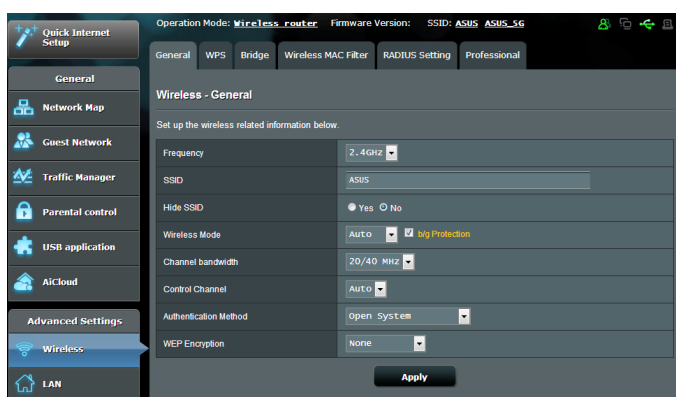 Quick Internet
Setup
Operation Mode: Wireless router Firmware Version: SSID: ASUS ASUS_5G
General WPS Bridge Wireless MAC Filter RADIUS Setting Professional
General
Network Map
Guest Network
Traffic Manager
Parental control
USB application
AiCloud
Advanced Settings
Wireless
LAN
Wireless - General
Set up the wireless related information below.
Frequency 2.4GHz
SSID ASUS
Hide SSID Yes No
Wireless Mode Auto b/g Protection
Channel bandwidth 20/40 MHz
Control Channel Auto
Authentication Method Open System
WEP Encryption None
Apply